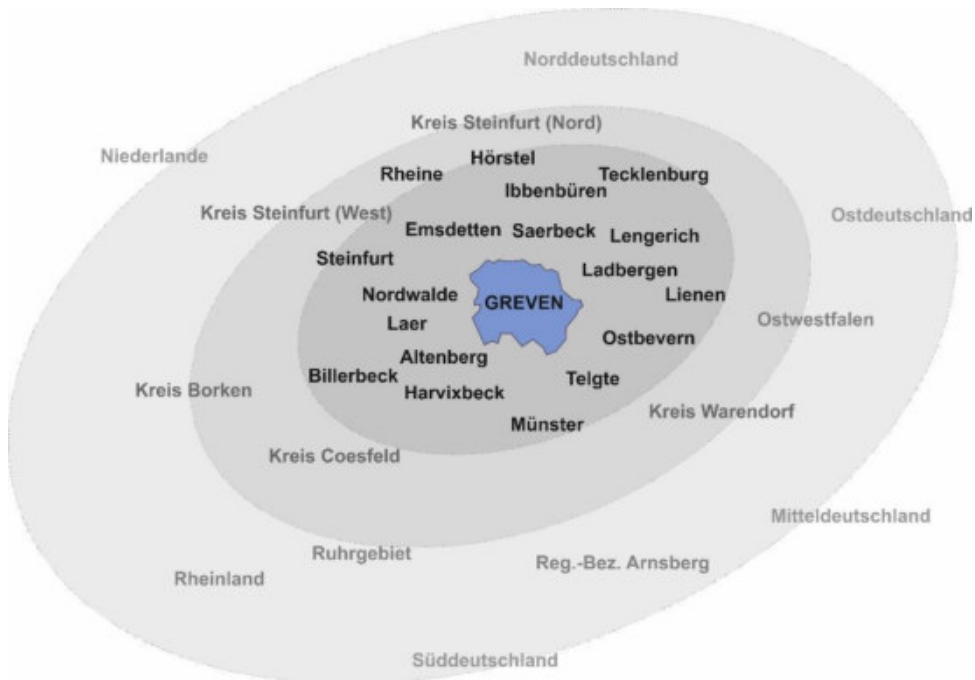 Norddeutschland
Kreis Steinfurt (Nord)
Niederlande
Hörstel
Rheine
Tecklenburg
Ibbenbüren
Kreis Steinfurt (West)
Ostdeutschland
Emsdetten
Saerbeck
Lengerich
Steinfurt
Ladbergen
Nordwalde
GREVEN
Lienen
Laer
Ostwestfalen
Ostbevern
Altenberg
Billerbeck
Telgte
Kreis Borken
Harvixbeck
Kreis Warendorf
Münster
Kreis Coesfeld
Mitteldeutschland
Ruhrgebiet
Reg.-Bez. Arnsberg
Rheinland
Süddeutschland